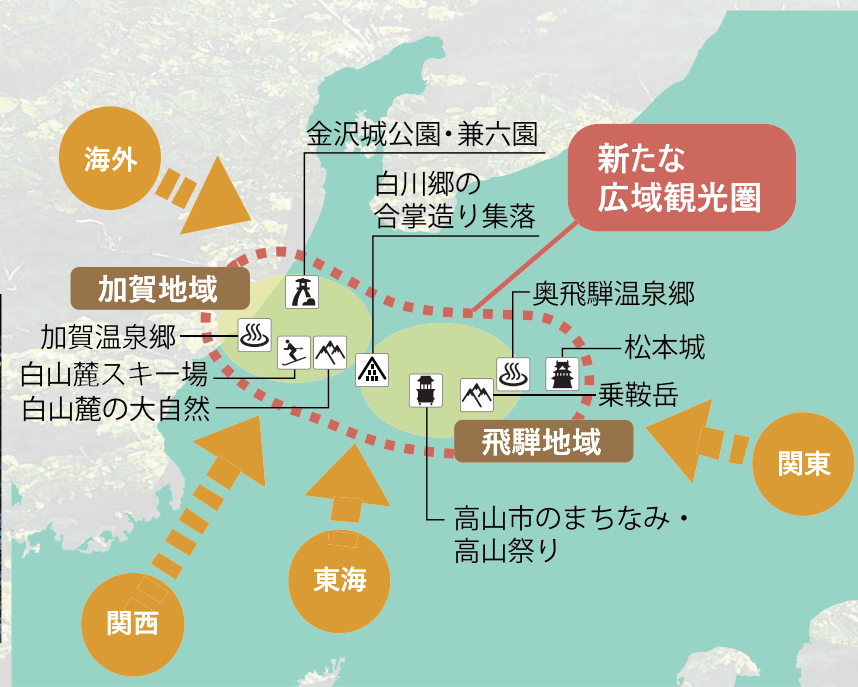 金沢城公園・兼六園
海外
白川郷の
合掌造り集落
新たな
広域観光圏
加賀地域
奥飛騨温泉郷
加賀温泉郷
松本城
白山麓スキー場
乗鞍岳
白山麓の大自然
飛騨地域
関東
高山市のまちなみ・
高山祭り
東海
関西